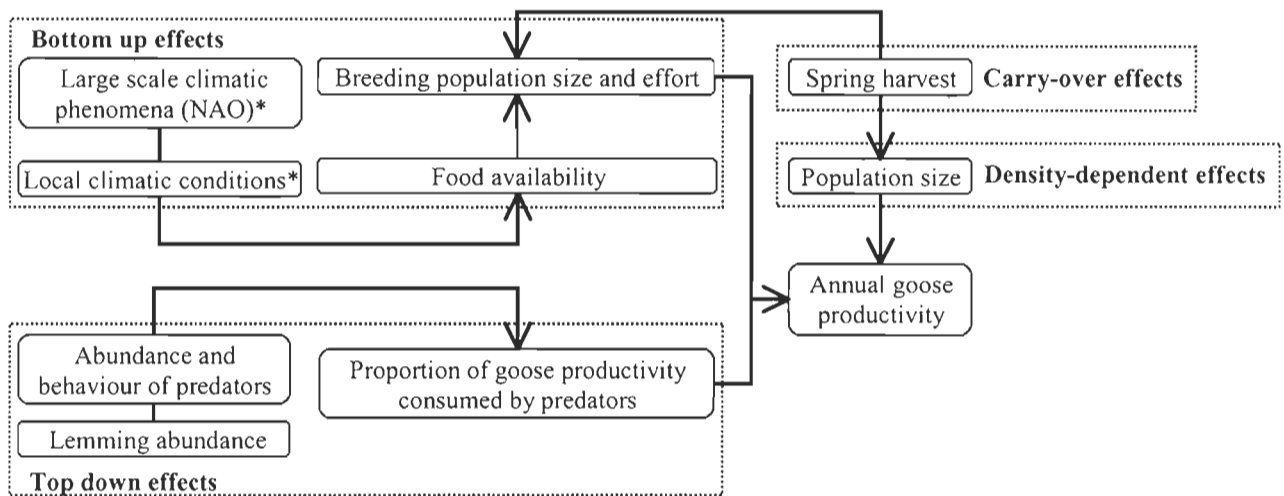 Bottom up effects
Large scale climatic
phenomena (NAO)*
Local climatic conditions*
Breeding population size and effort
Food availability
Spring harvest
Carry-over effects
Population size
Density-dependent effects
Annual goose
productivity
Abundance and
behaviour of predators
Lemming abundance
Proportion of goose productivity
consumed by predators
Top down effects